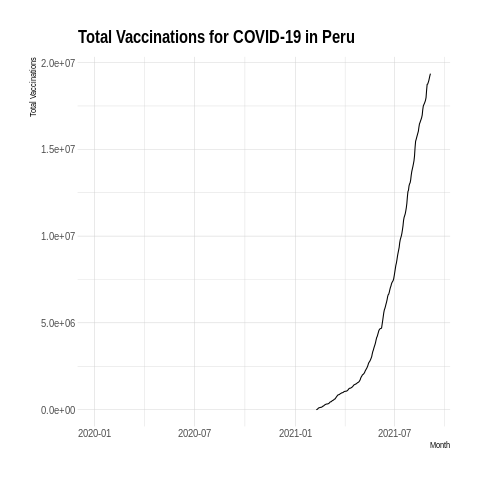 Total Vaccinations for COVID-19 in Peru
Total Vaccinations
2.0e+07
1.5e+07
1.0e+07
5.0e+06
0.0e+00
2020-01
2020-07
2021-01
2021-07
Month